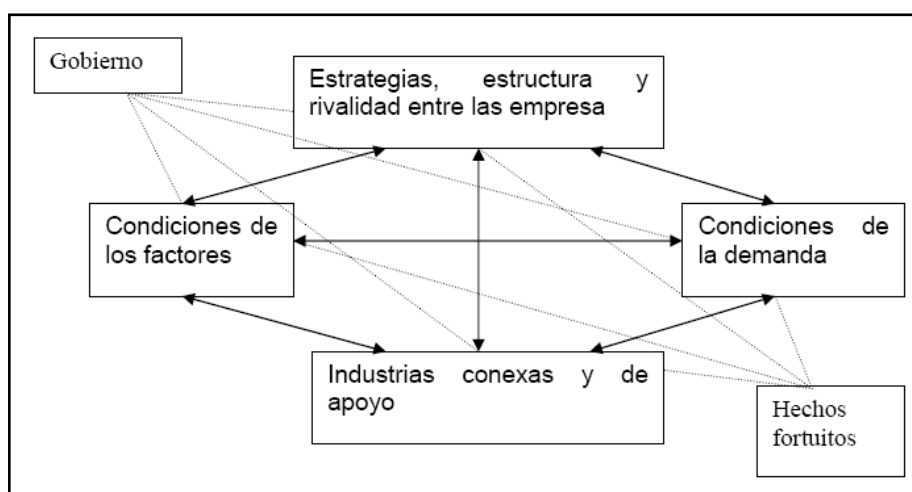 Gobierno
Estrategias, estructura y
rivalidad entre las empresa
Condiciones de
los factores
Condiciones de
la demanda
Industrias conexas y de
apoyo
Hechos
fortuitos